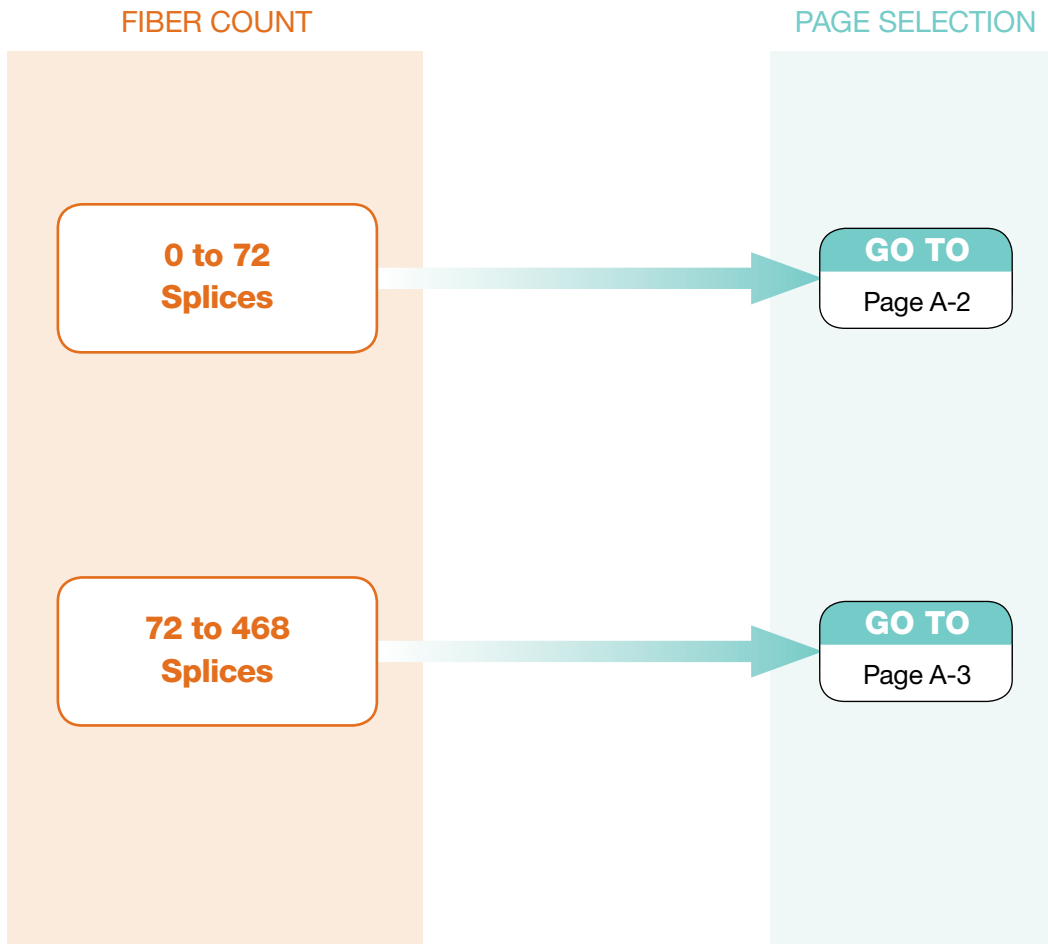 FIBER COUNT
PAGE SELECTION
0 to 72
Splices
GO TO
Page A-2
72 to 468
Splices
GO TO
Page A-3